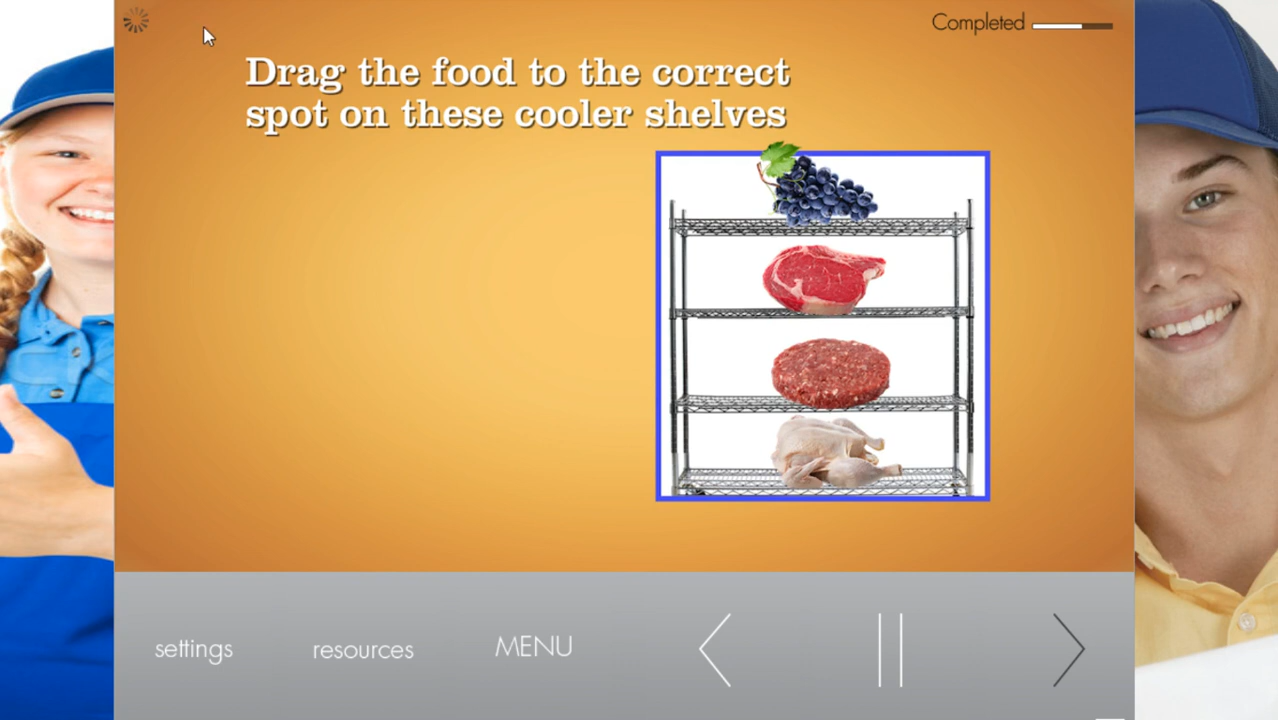 Completed
Drag the food to the correct
spot on these cooler shelves
settings
resources
MENU